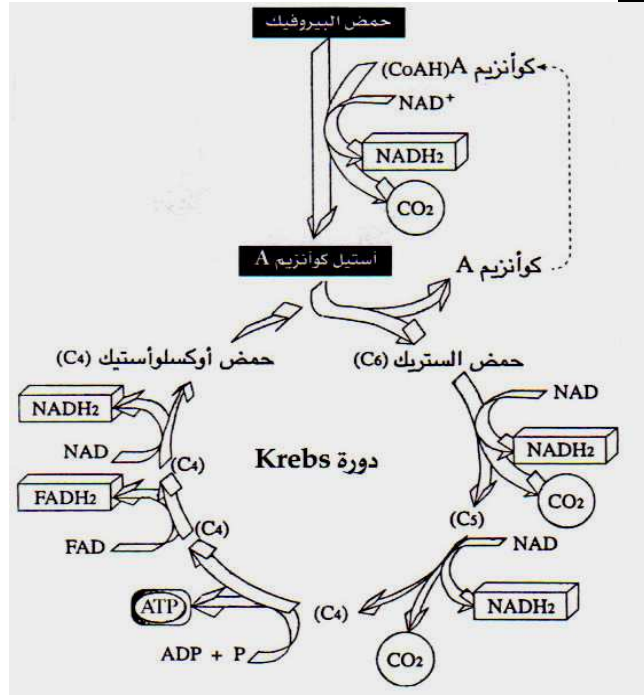 حمض البيروفيك
كوأنزيم A (CoAH)
NAD+
NADH2
CO2
أستيل كوأنزيم A
كوأنزيم A
حمض أوكسلوأستيك (C4)
حمض الستريك (C6)
NADH2
NAD
NAD
(C4)
دورة Krebs
NADH2
FADH2
CO2
(C4)
(C5)
FAD
NAD
ATP
(C4)
NADH2
ADP + P
CO2